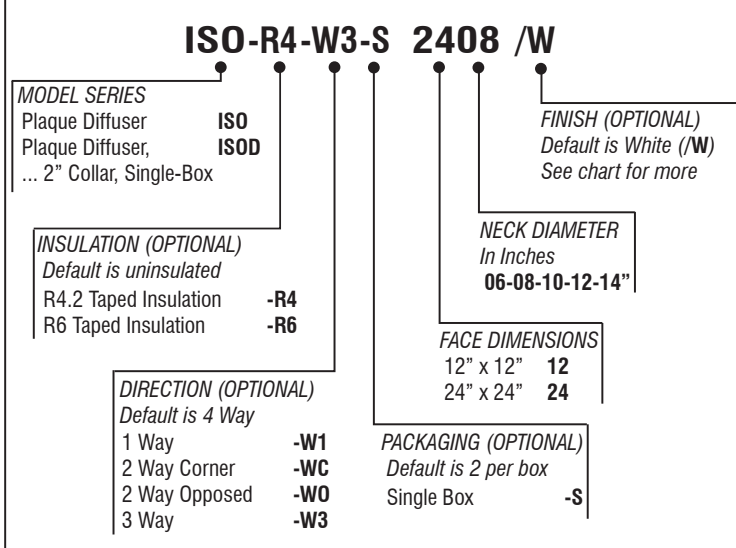 ISO-R4-W3-S 2408 /W
MODEL SERIES
Plaque Diffuser ISO
Plaque Diffuser, ISOD
... 2” Collar, Single-Box
FINISH (OPTIONAL)
Default is White (/W)
See chart for more
INSULATION (OPTIONAL)
Default is uninsulated
R4.2 Taped Insulation -R4
R6 Taped Insulation -R6
NECK DIAMETER
In Inches
06-08-10-12-14”
FACE DIMENSIONS
12” x 12” 12
24” x 24” 24
DIRECTION (OPTIONAL)
Default is 4 Way
1 Way -W1
2 Way Corner -WC
2 Way Opposed -WO
3 Way -W3
PACKAGING (OPTIONAL)
Default is 2 per box
Single Box -S